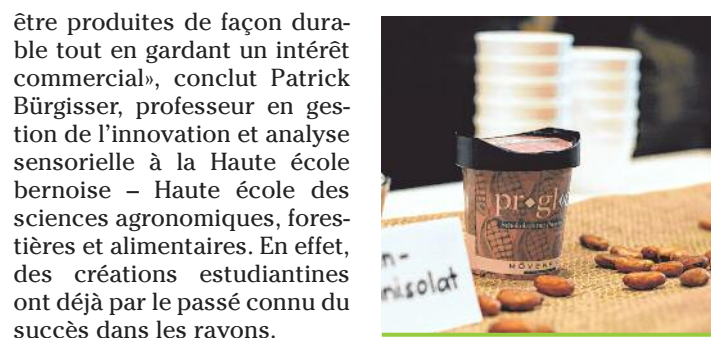 être produites de façon dura-
ble tout en gardant un intérêt
commercial», conclut Patrick
Bürgisser, professeur en ges-
tion de l'innovation et analyse
sensorielle à la Haute école
bernoise – Haute école des
sciences agronomiques, fores-
tières et alimentaires. En effet,
des créations estudiantines
ont déjà par le passé connu du
succès dans les rayons.